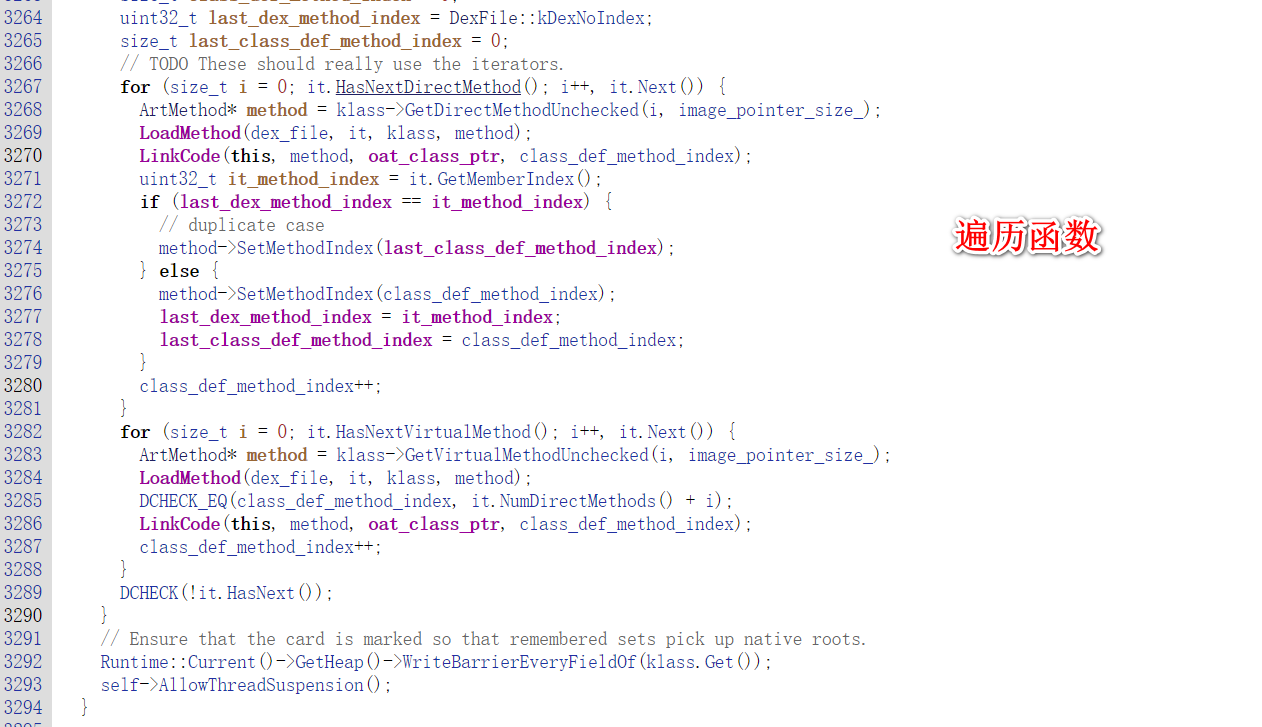 3264 uint32_t last_dex_method_index = DexFile::kDexNoIndex;
3265 size_t last_class_def_method_index = 0;
3266 // TODO These should really use the iterators.
3267 for (size_t i = 0; it.HasNextDirectMethod(); i++, it.Next()) {
3268 ArtMethod* method = klass->GetDirectMethodUnchecked(i, image_pointer_size_);
3269 LoadMethod(dex_file, it, klass, method);
3270 LinkCode(this, method, oat_class_ptr, class_def_method_index);
3271 uint32_t it_method_index = it.GetMemberIndex();
3272 if (last_dex_method_index == it_method_index) {
3273 // duplicate case
遍历函数
3274 method->SetMethodIndex(last_class_def_method_index);
3275 } else {
3276 method->SetMethodIndex(class_def_method_index);
3277 last_dex_method_index = it_method_index;
3278 last_class_def_method_index = class_def_method_index;
3279 }
3280 class_def_method_index++;
3281 }
3282 for (size_t i = 0; it.HasNextVirtualMethod(); i++, it.Next()) {
3283 ArtMethod* method = klass->GetVirtualMethodUnchecked(i, image_pointer_size_);
3284 LoadMethod(dex_file, it, klass, method);
3285 DCHECK_EQ(class_def_method_index, it.NumDirectMethods() + i);
3286 LinkCode(this, method, oat_class_ptr, class_def_method_index);
3287 class_def_method_index++;
3288 }
3289 DCHECK(!it.HasNext());
3290 }
3291 // Ensure that the card is marked so that remembered sets pick up native roots.
3292 Runtime::Current()->GetHeap()->WriteBarrierEveryFieldOf(klass.Get());
3293 self->AllowThreadSuspension();
3294 }